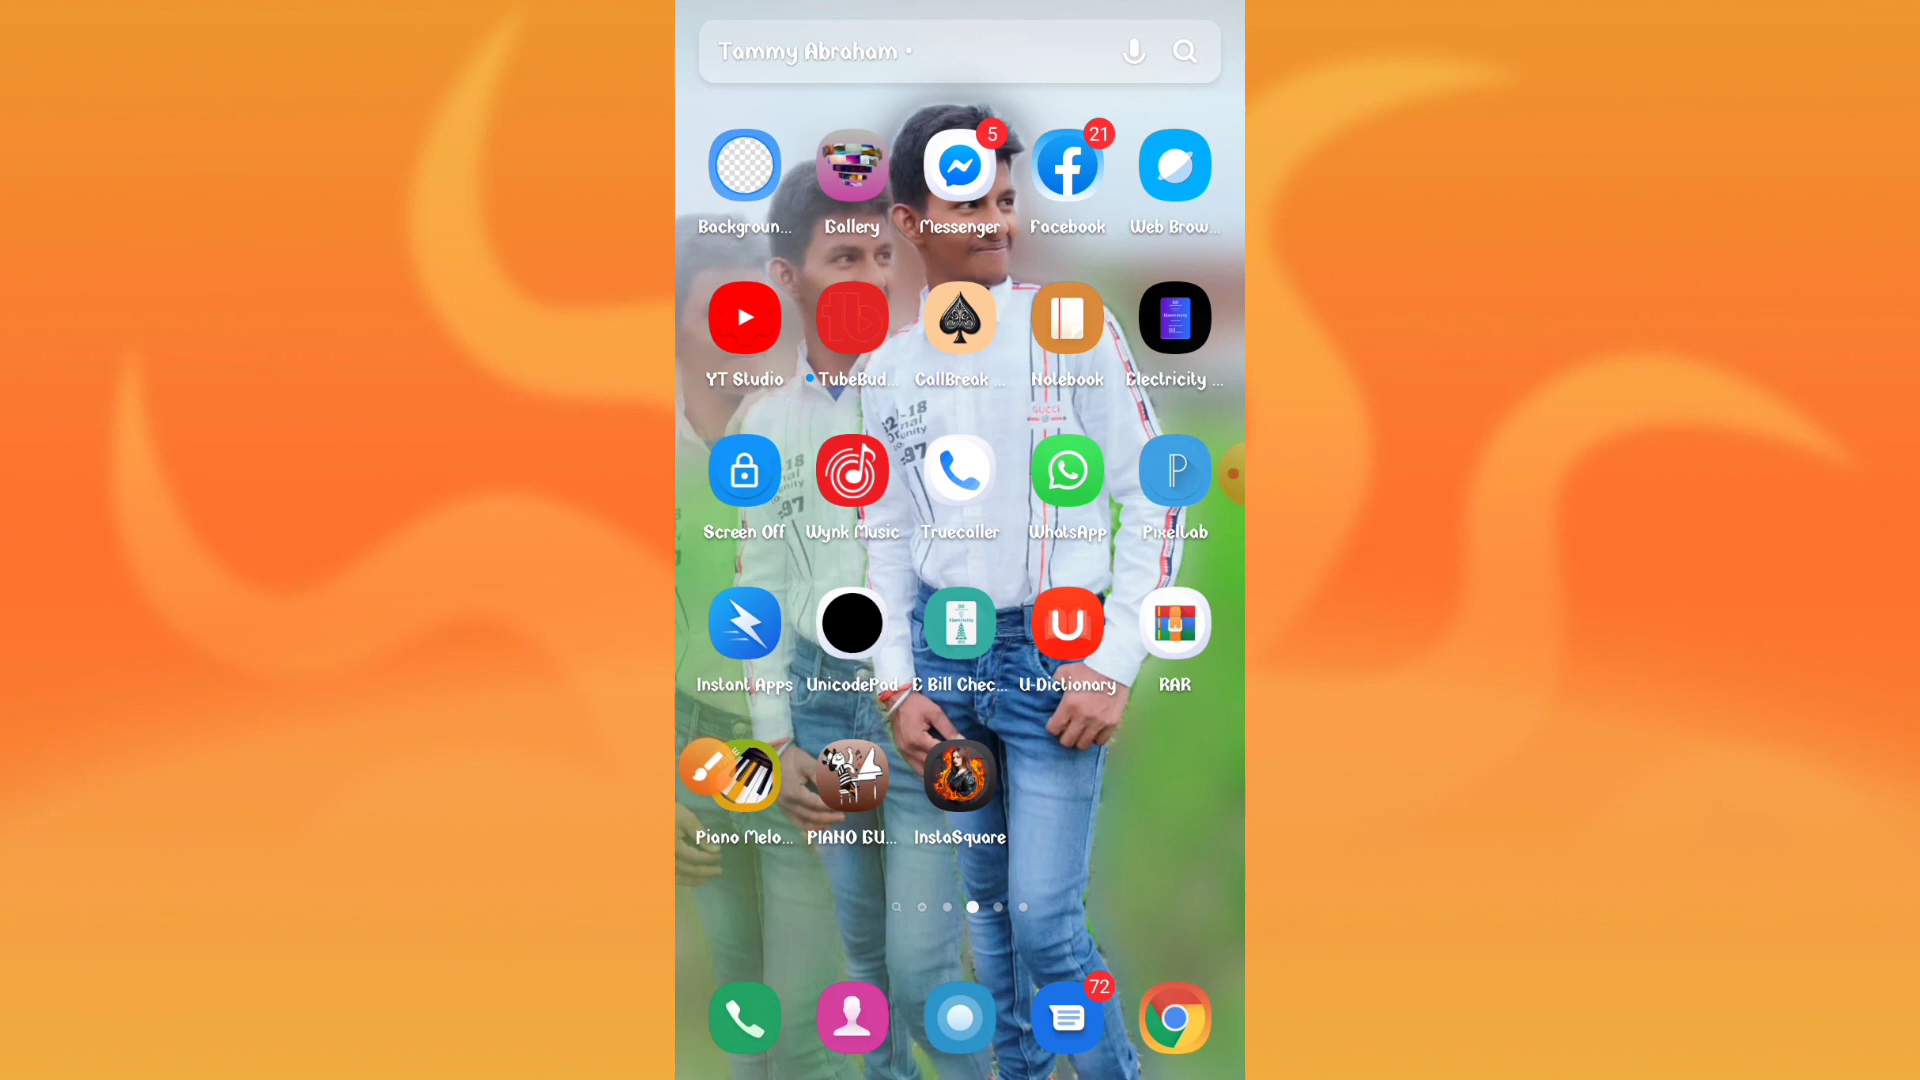 Tammy Abraham •
5
21
Backgroun...
Gallery
Messenger
Facebook
Web Brow...
YT Studio
TubeBud...
CallBreak ...
Notebook
Electricity ...
GUCCI
Screen Off
Wynk Music
Truecaller
WhatsApp
PixelLab
Instant Apps
UnicodePad
E Bill Chec...
U-Dictionary
RAR
Piano Melo...
PIANO GU...
InstaSquare
72